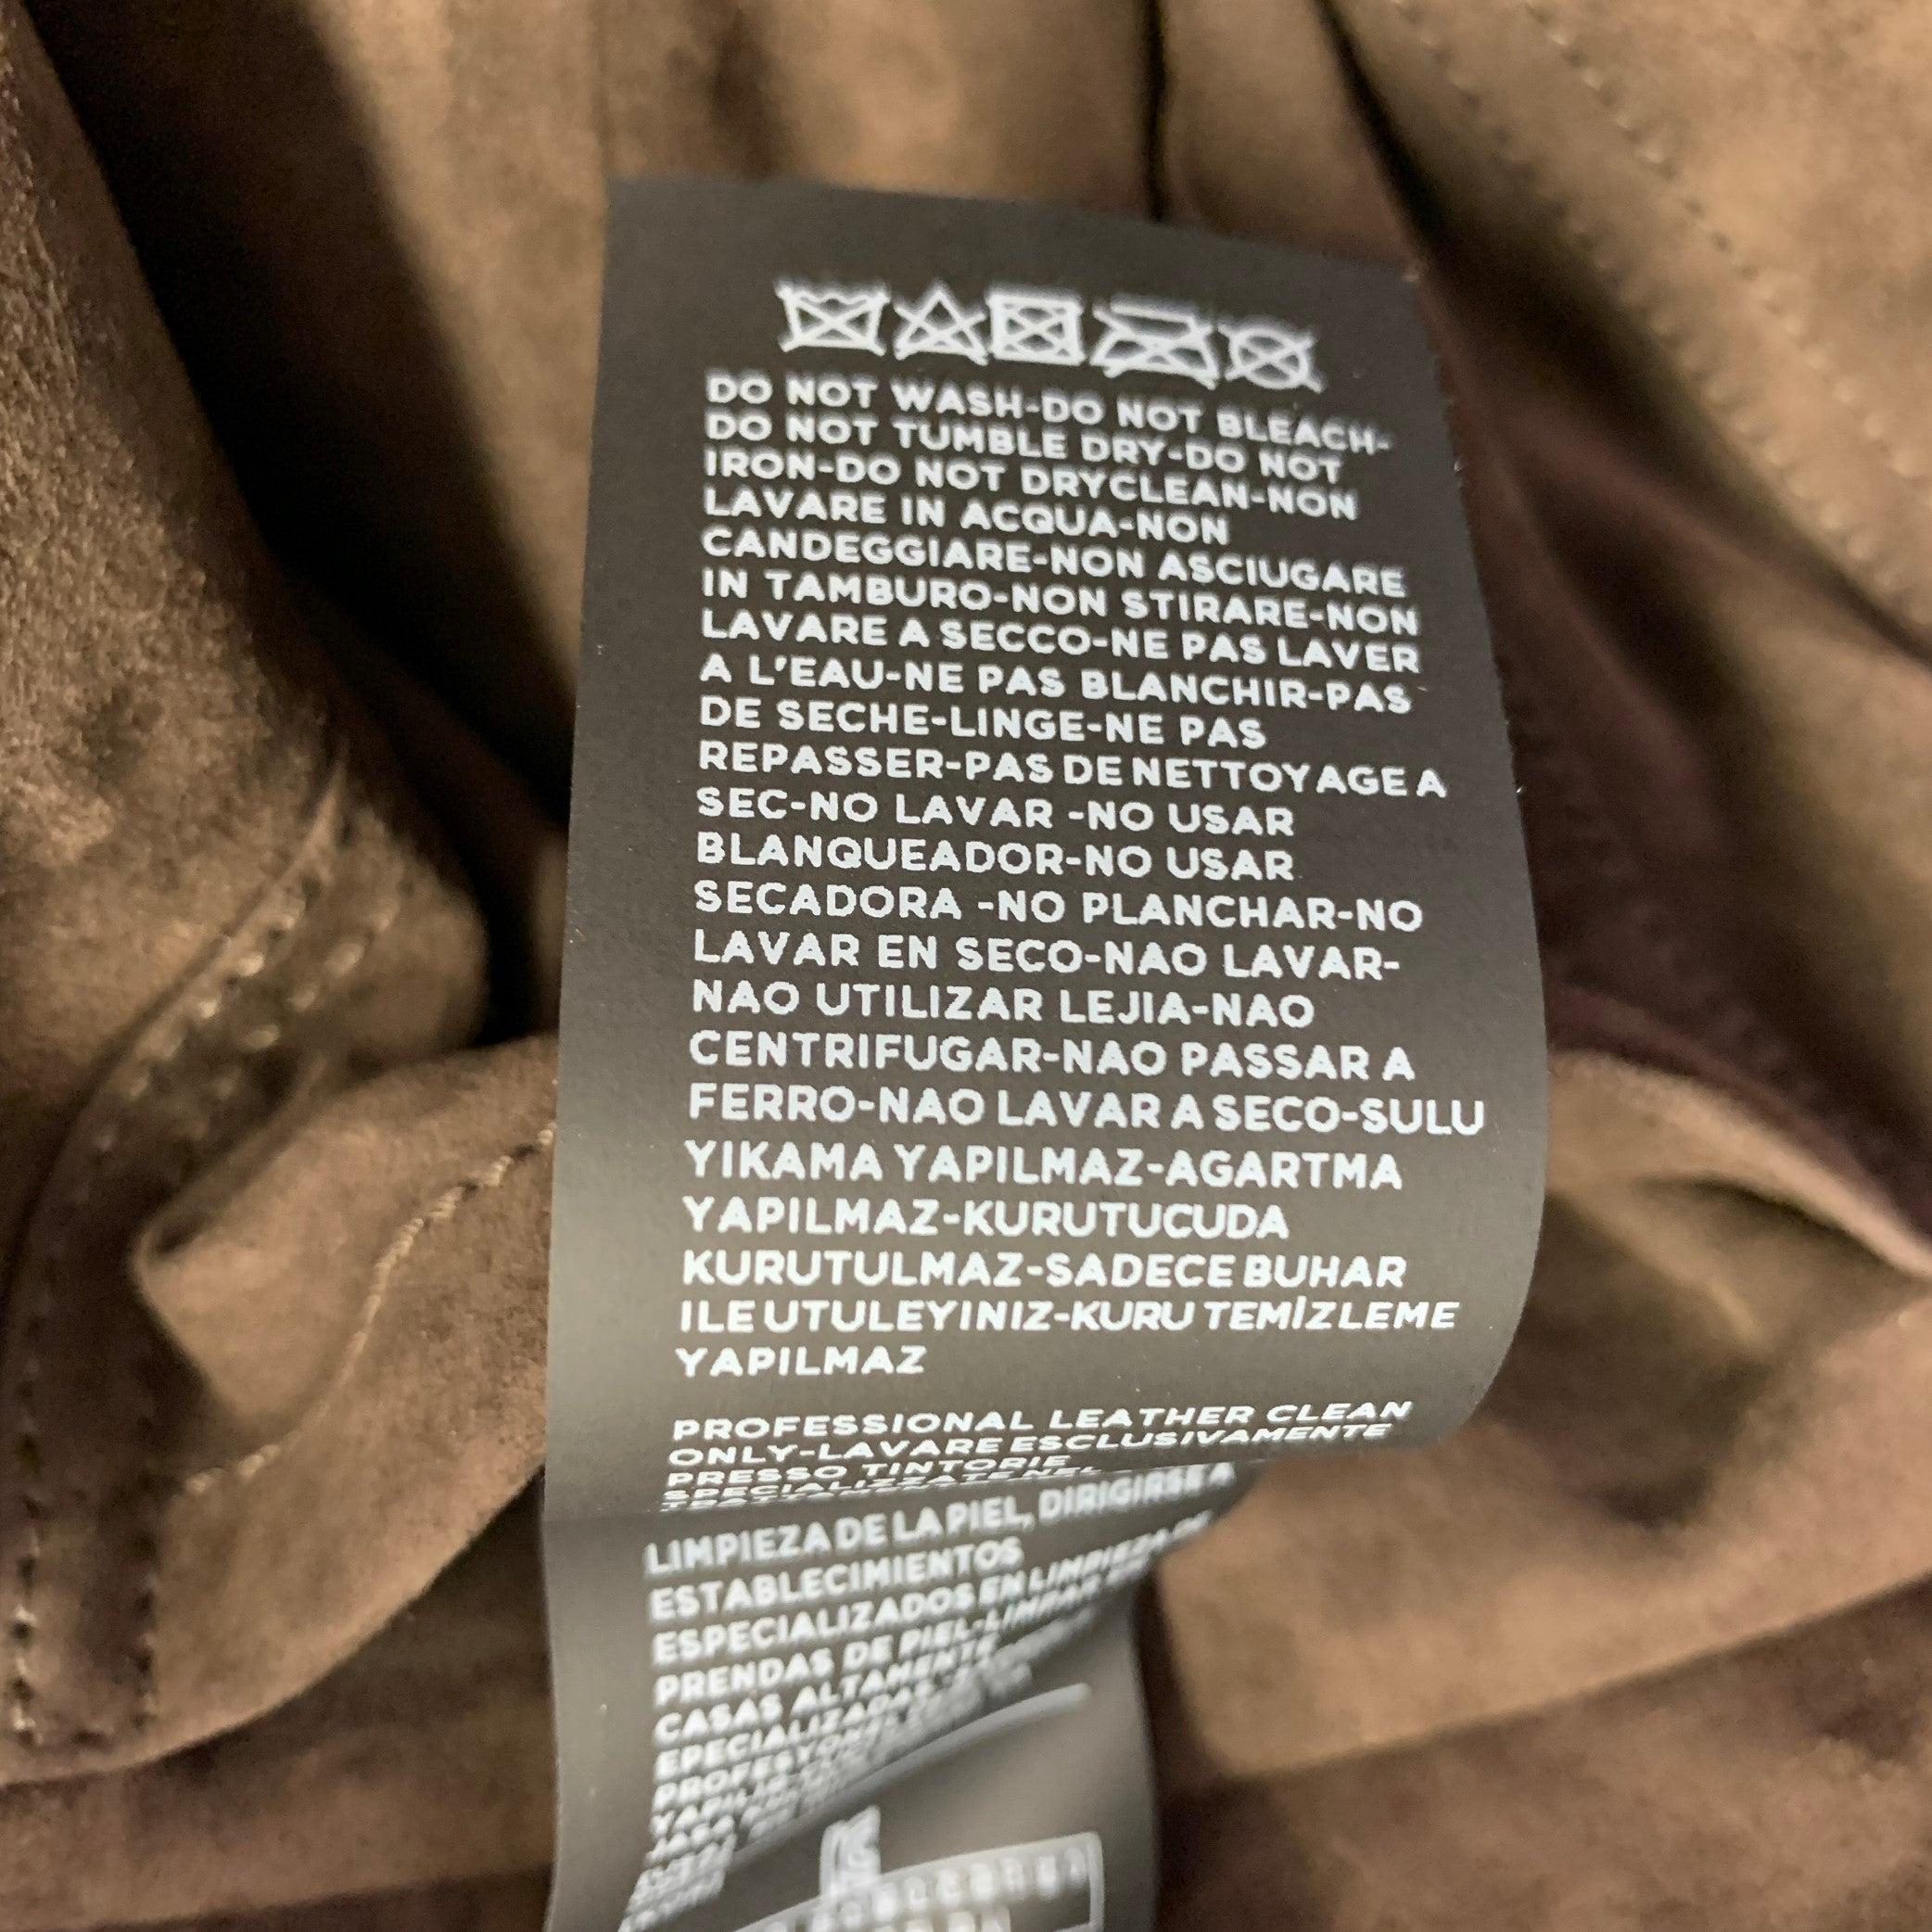 DO NOT WASH-DO NOT BLEACH-
DO NOT TUMBLE DRY-DO NOT
IRON-DO NOT DRYCLEAN-NON
LAVARE IN ACQUA-NON
CANDEGGIARE-NON ASCIUGARE
IN TAMBURO-NON STIRARE-NON
LAVARE A SECCO-NE PAS LAVER
A L'EAU-NE PAS BLANCHIR-PAS
DE SECHE-LINGE-NE PAS
REPASSER-PAS DE NETTOYAGE A
SEC-NO LAVAR -NO USAR
BLANQUEADOR-NO USAR
SECADORA -NO PLANCHAR-NO
LAVAR EN SECO-NAO LAVAR-
NAO UTILIZAR LEJIA-NAO
CENTRIFUGAR-NAO PASSAR A
FERRO-NAO LAVAR A SECO-SULU
YIKAMA YAPILMAZ-AGARTMA
YAPILMAZ-KURUTUCUDA
KURUTULMAZ-SADECE BUHAR
ILE UTULEYINIZ-KURU TEMİZLEME
YAPILMAZ
PROFESSIONAL LEATHER CLEAN
ONLY-LAVARE ESCLUSIVAMENTE
PRESSO TINTORIE
SPECIALIZZATE NEL
LIMPIEZA DE LA PIEL, DIRIGIRSE A
ESTABLECIMIENTOS
ESPECIALIZADOS EN LIMPIEZA DE
PRENDAS DE PIEL-LIMPAR EM
CASAS ALTAMENTE
EPECIALIZADAS